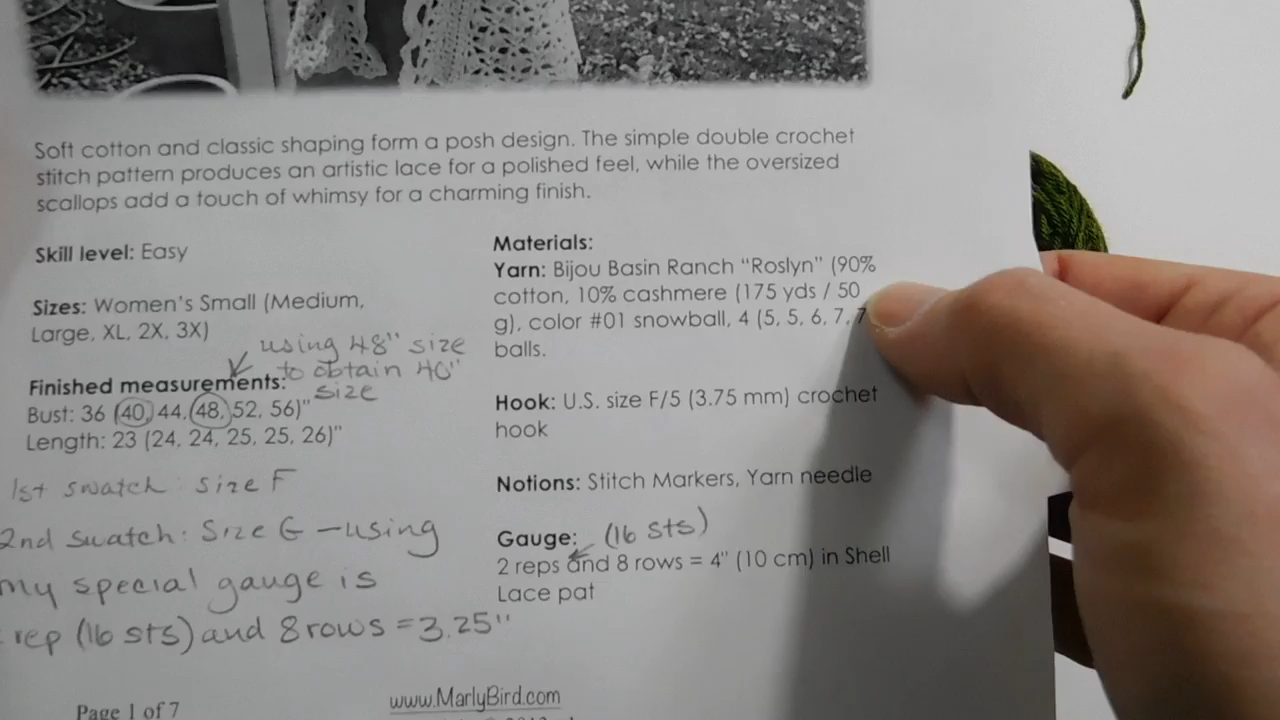 Soft cotton and classic shaping form a posh design. The simple double crochet
stitch pattern produces an artistic lace for a polished feel, while the oversized
scallops add a touch of whimsy for a charming finish.
Skill level: Easy
Sizes: Women's Small (Medium,
Large, XL, 2X, 3X)
using 48" size
to obtain 40"
size
Finished measurements:
Bust: 36 (40, 44, 48, 52, 56)"
Length: 23 (24, 24, 25, 25, 26)"
1st swatch: size F
2nd swatch: Size G - using
my special gauge is
rep (16 sts) and 8 rows = 3.25"
Materials:
Yarn: Bijou Basin Ranch "Roslyn" (90%
cotton, 10% cashmere (175 yds / 50
g), color #01 snowball, 4 (5, 5, 6, 7, 7
balls.
Hook: U.S. size F/5 (3.75 mm) crochet
hook
Notions: Stitch Markers, Yarn needle
Gauge: (16 sts)
2 reps and 8 rows = 4" (10 cm) in Shell
Lace pat
Page 1 of 7
www.MarlyBird.com